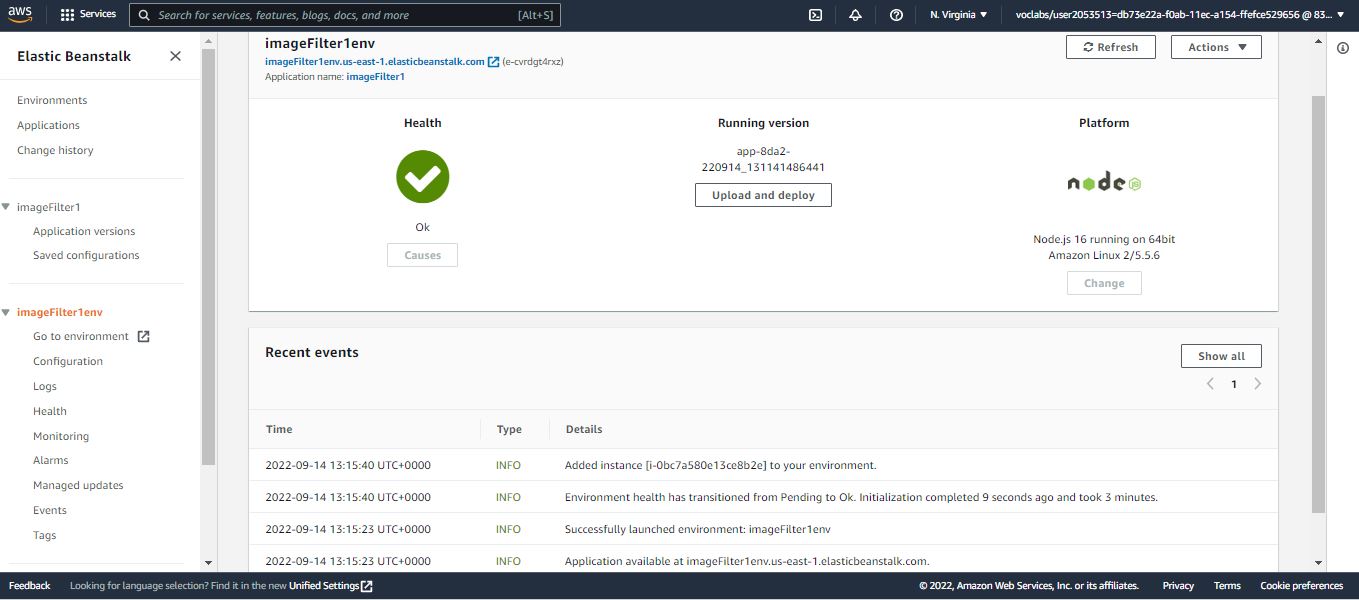 aws
Services
Search for services, features, blogs, docs, and more [Alt+S]
N. Virginia
voclabs/user2053513=db73e22a-f0ab-11ec-a154-ffefce529656 @ 83...
Elastic Beanstalk
Environments
Applications
Change history
imageFilter1
Application versions
Saved configurations
imageFilter1env
Go to environment
Configuration
Logs
Health
Monitoring
Alarms
Managed updates
Events
Tags
imageFilter1env
imageFilter1env.us-east-1.elasticbeanstalk.com (e-cvrdgt4rxz)
Application name: imageFilter1
Refresh
Actions
Health
Ok
Causes
Running version
app-8da2-
220914_131141486441
Upload and deploy
Platform
node JS
Node.js 16 running on 64bit
Amazon Linux 2/5.5.6
Change
Recent events
Show all
1
Time Type Details
2022-09-14 13:15:40 UTC+0000 INFO Added instance [i-0bc7a580e13ce8b2e] to your environment.
2022-09-14 13:15:40 UTC+0000 INFO Environment health has transitioned from Pending to Ok. Initialization completed 9 seconds ago and took 3 minutes.
2022-09-14 13:15:23 UTC+0000 INFO Successfully launched environment: imageFilter1env
2022-09-14 13:15:23 UTC+0000 INFO Application available at imageFilter1env.us-east-1.elasticbeanstalk.com.
Feedback Looking for language selection? Find it in the new Unified Settings
© 2022, Amazon Web Services, Inc. or its affiliates. Privacy Terms Cookie preferences